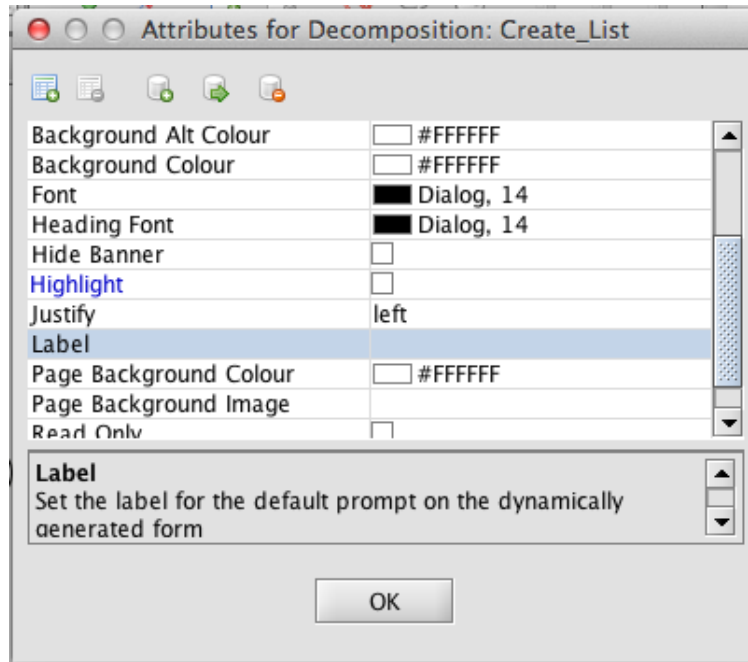 Attributes for Decomposition: Create_List
Background Alt Colour #FFFFFF
Background Colour #FFFFFF
Font Dialog, 14
Heading Font Dialog, 14
Hide Banner
Highlight
Justify left
Label
Page Background Colour #FFFFFF
Page Background Image
Read Only
Label
Set the label for the default prompt on the dynamically
generated form
OK